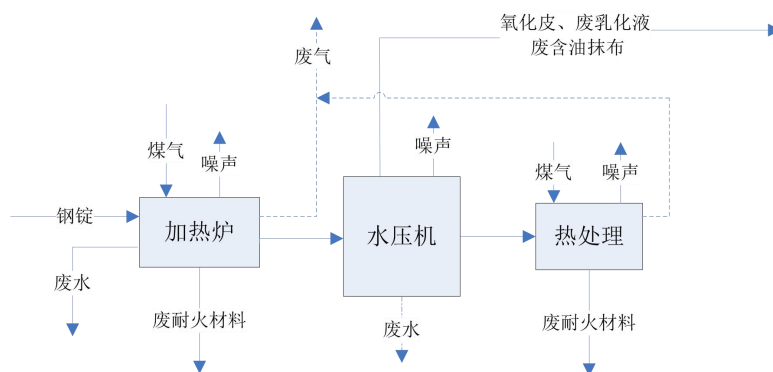 氧化皮、废乳化液
废含油抹布
废气
煤气
噪声
噪声
煤气
噪声
钢锭
加热炉
水压机
热处理
废水
废耐火材料
废水
废耐火材料